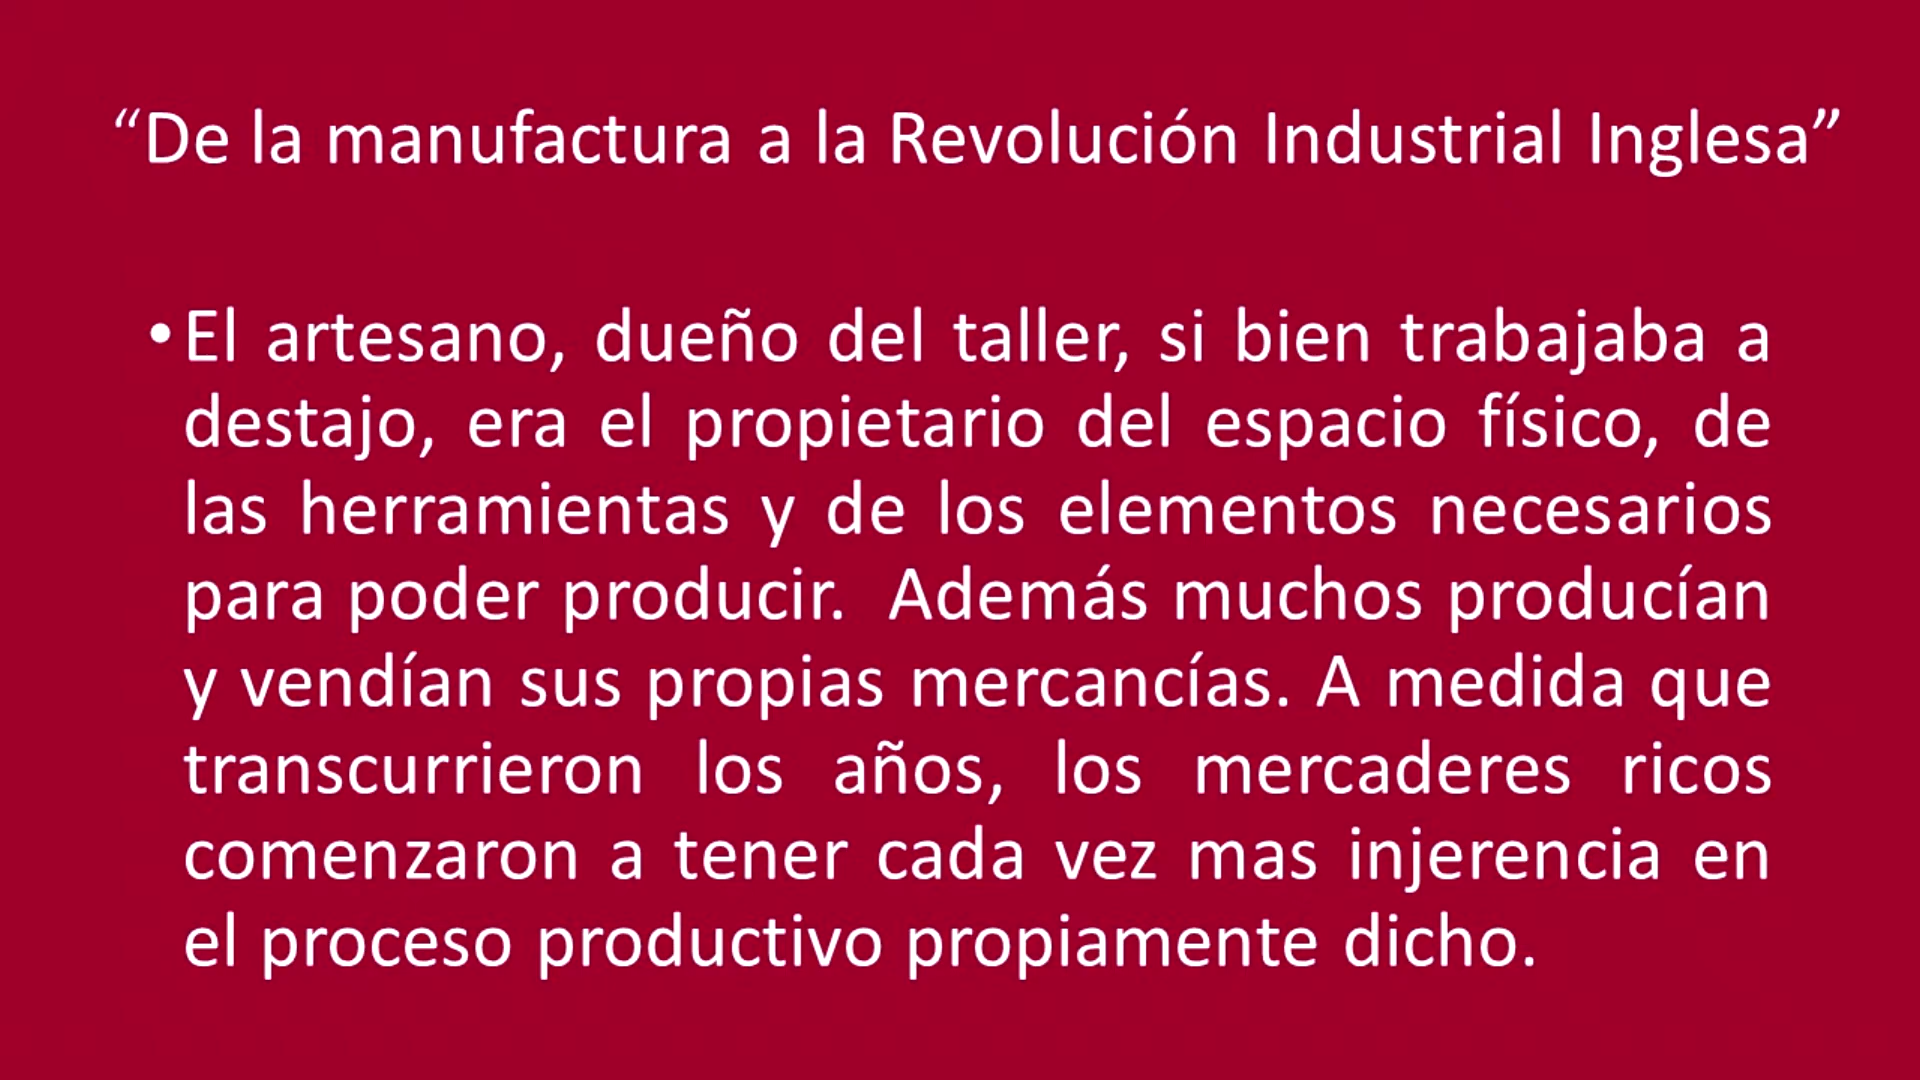 “De la manufactura a la Revolución Industrial Inglesa”
•El artesano, dueño del taller, si bien trabajaba a
destajo, era el propietario del espacio físico, de
las herramientas y de los elementos necesarios
para poder producir.  Además muchos producían
y vendían sus propias mercancías. A medida que
transcurrieron los años, los mercaderes ricos
comenzaron a tener cada vez mas injerencia en
el proceso productivo propiamente dicho.